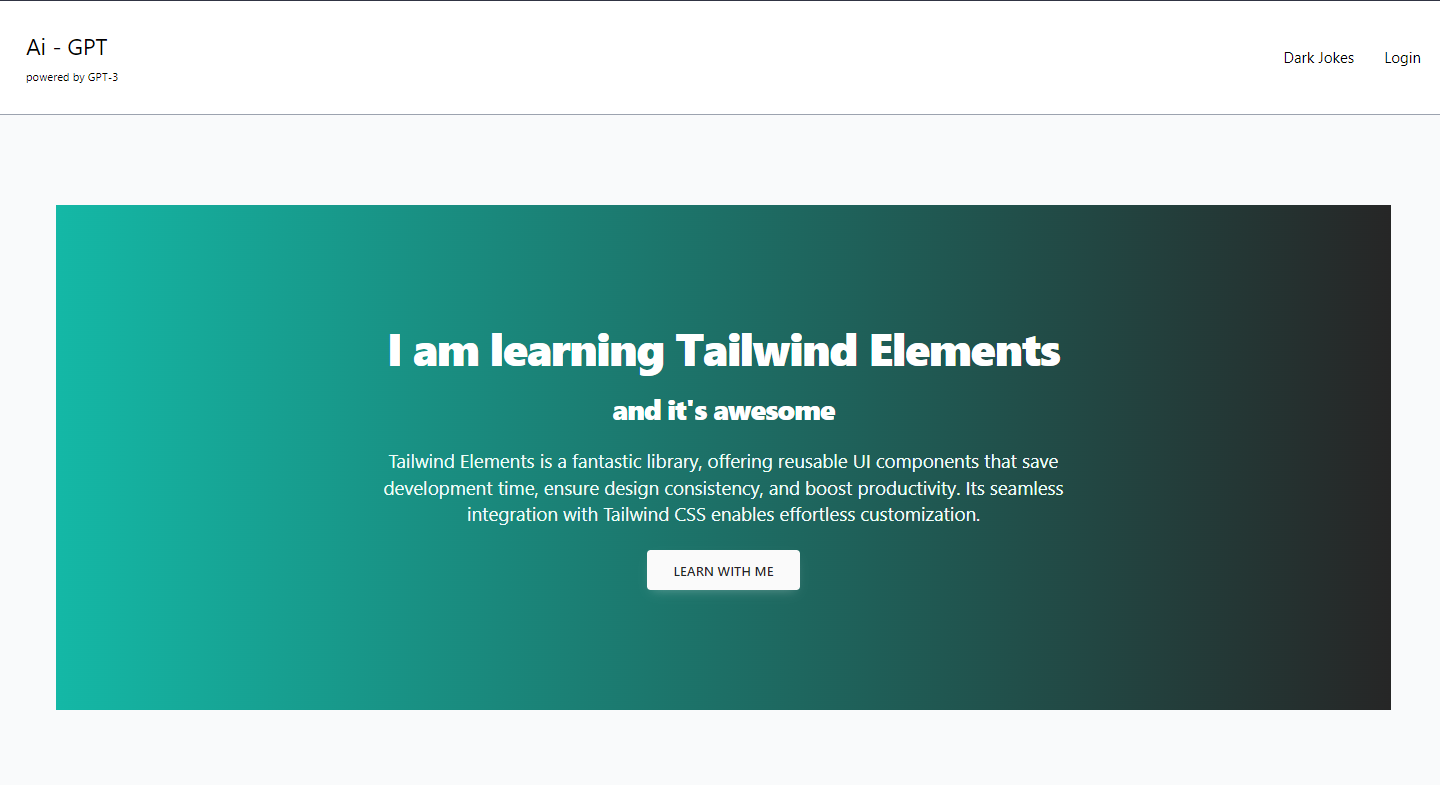 Ai - GPT
powered by GPT-3
Dark Jokes
Login
I am learning Tailwind Elements
and it's awesome
Tailwind Elements is a fantastic library, offering reusable UI components that save
development time, ensure design consistency, and boost productivity. Its seamless
integration with Tailwind CSS enables effortless customization.
LEARN WITH ME